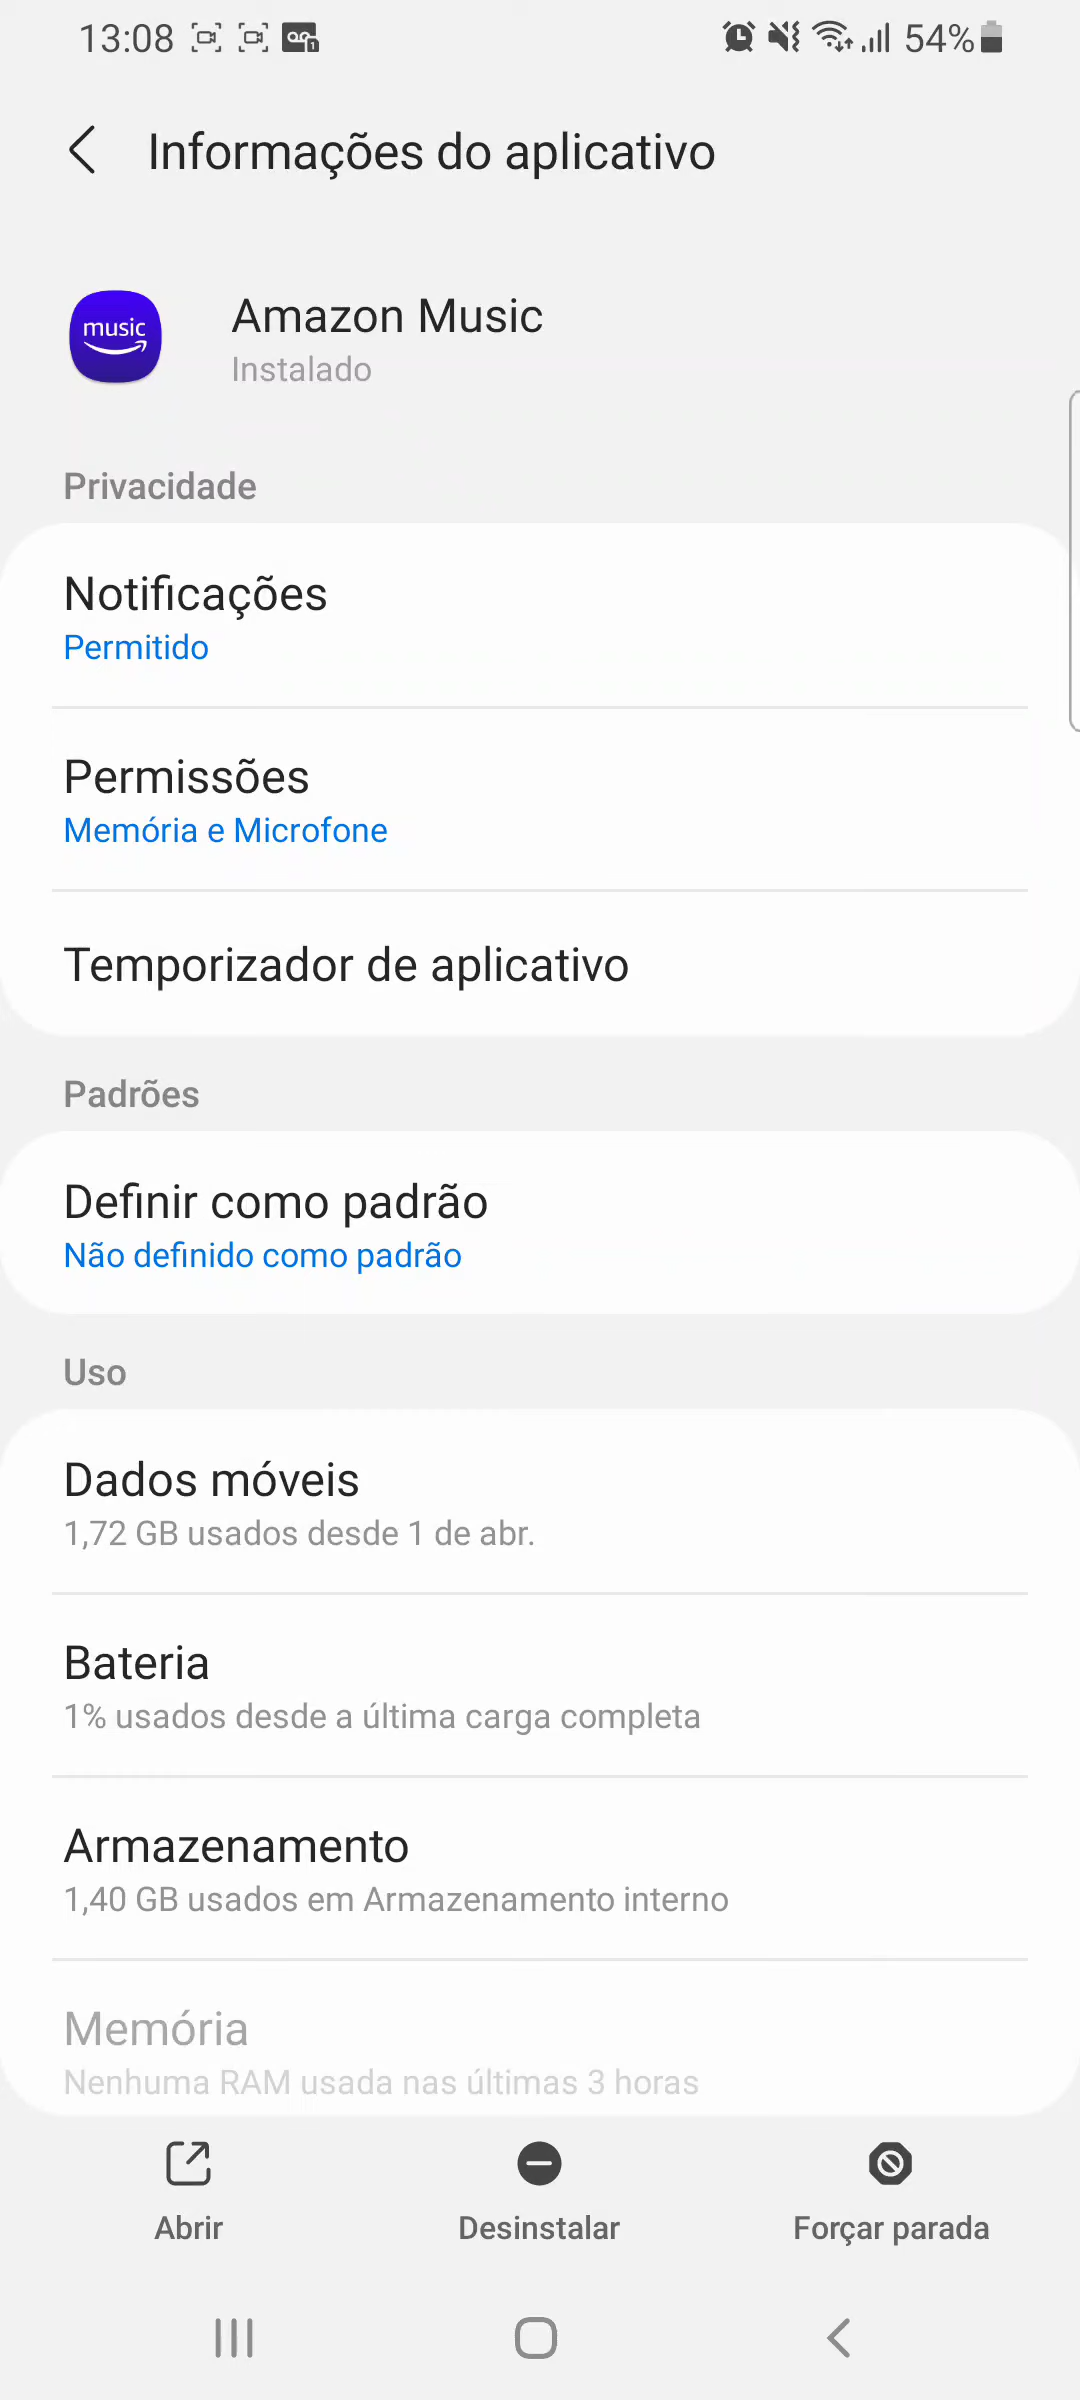 13:08
54%
Informações do aplicativo
music
Amazon Music
Instalado
Privacidade
Notificações
Permitido
Permissões
Memória e Microfone
Temporizador de aplicativo
Padrões
Definir como padrão
Não definido como padrão
Uso
Dados móveis
1,72 GB usados desde 1 de abr.
Bateria
1% usados desde a última carga completa
Armazenamento
1,40 GB usados em Armazenamento interno
Memória
Nenhuma RAM usada nas últimas 3 horas
Abrir
Desinstalar
Forçar parada